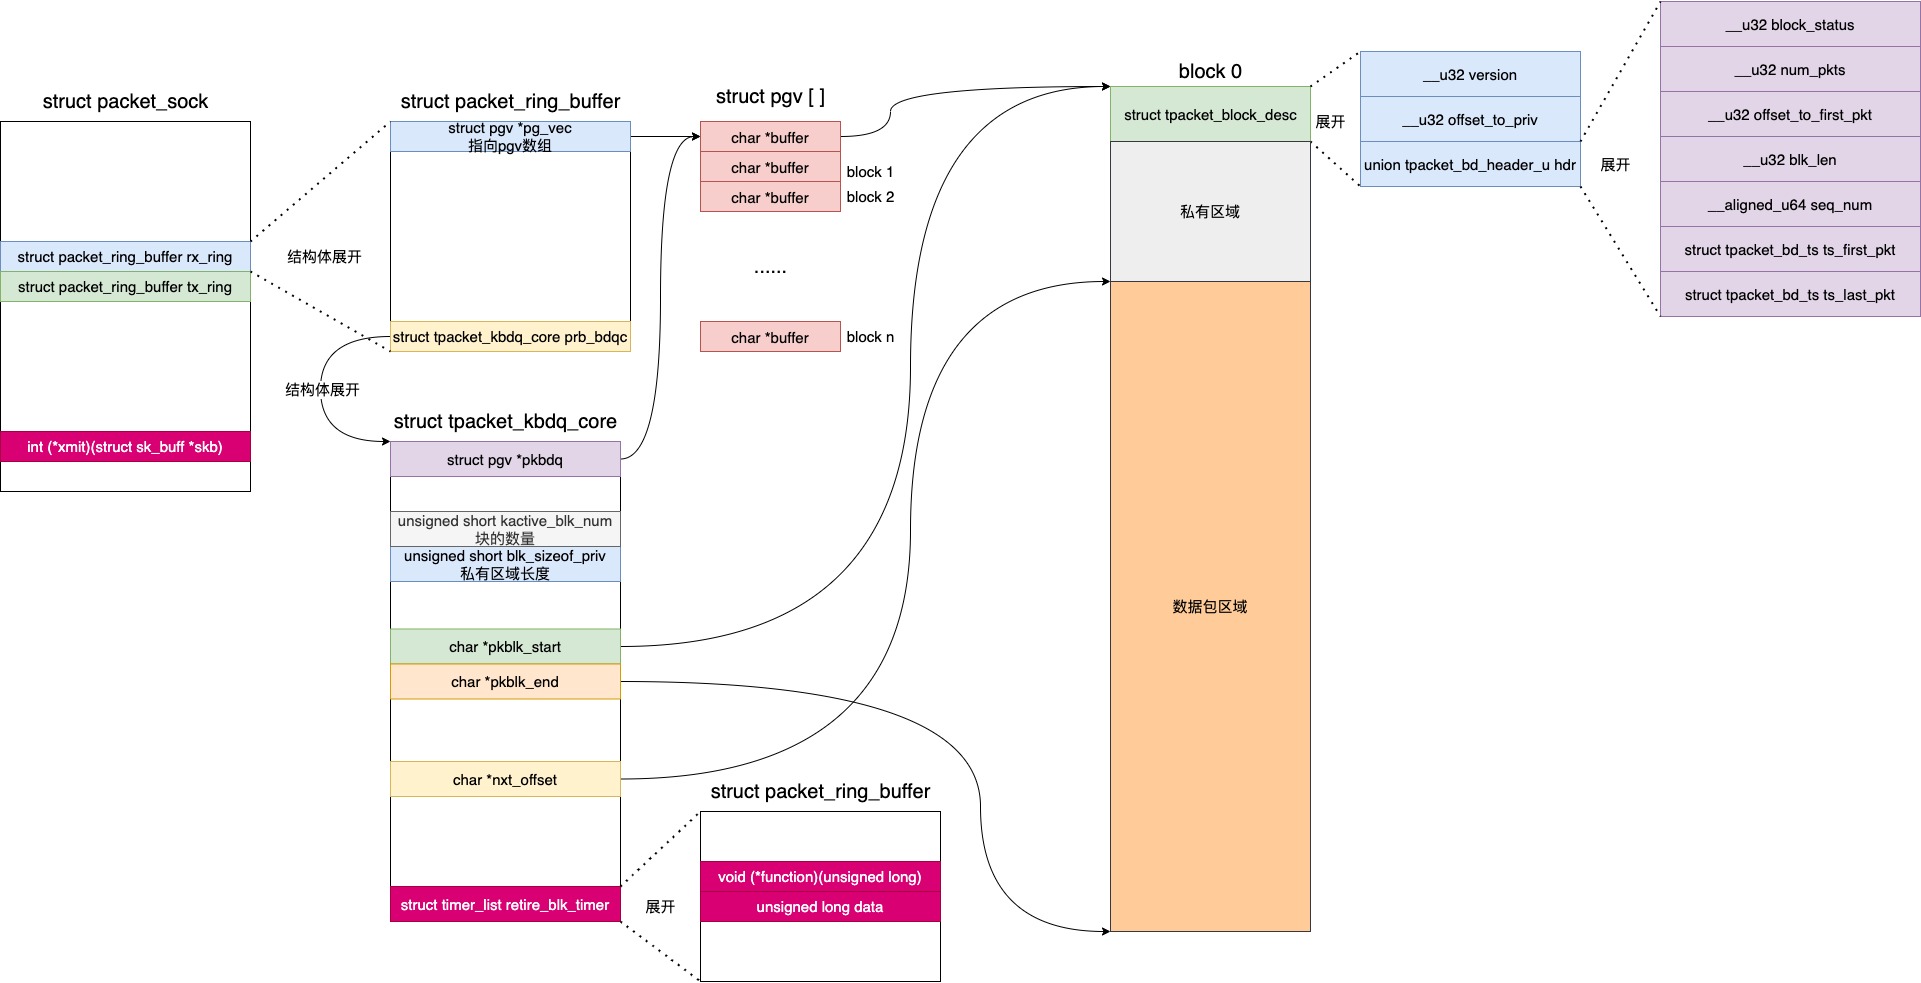 struct packet_sock
struct packet_ring_buffer rx_ring
struct packet_ring_buffer tx_ring
int (*xmit)(struct sk_buff *skb)
结构体展开
结构体展开
struct packet_ring_buffer
struct pgv *pg_vec
指向pgv数组
struct tpacket_kbdq_core prb_bdqc
struct tpacket_kbdq_core
struct pgv *pkbdq
unsigned short kactive_blk_num
块的数量
unsigned short blk_sizeof_priv
私有区域长度
char *pkblk_start
char *pkblk_end
char *nxt_offset
struct timer_list retire_blk_timer
展开
struct packet_ring_buffer
void (*function)(unsigned long)
unsigned long data
struct pgv [ ]
char *buffer
char *buffer
block 1
char *buffer
block 2
......
char *buffer
block n
block 0
struct tpacket_block_desc
私有区域
数据包区域
展开
__u32 version
__u32 offset_to_priv
union tpacket_bd_header_u hdr
展开
__u32 block_status
__u32 num_pkts
__u32 offset_to_first_pkt
__u32 blk_len
__aligned_u64 seq_num
struct tpacket_bd_ts ts_first_pkt
struct tpacket_bd_ts ts_last_pkt